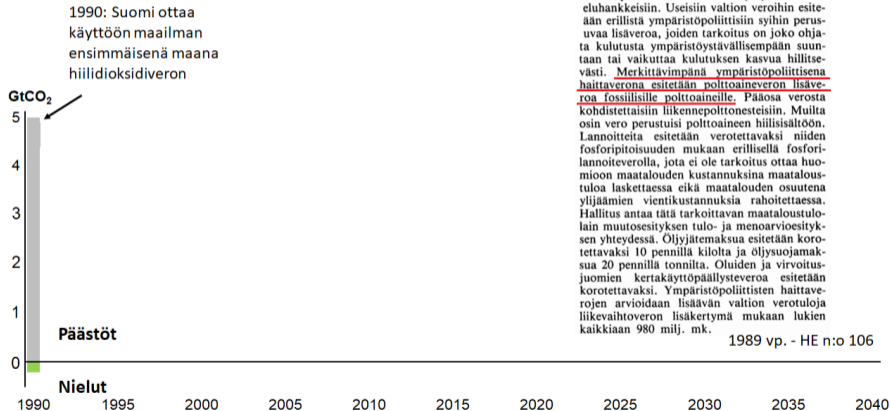 1990: Suomi ottaa
käyttöön maailman
ensimmäisenä maana
hiilidioksidiveron
GtCO2
5
4
3
2
1
0
Päästöt
Nielut
1990 1995 2000 2005 2010 2015 2020 2025 2030 2035 2040
eluhankkeisiin. Useisiin valtion veroihin esite-
ään erillistä ympäristöpoliittisiin syihin perus-
uvaa lisäveroa, joiden tarkoitus on joko ohja-
ta kulutusta ympäristöystävällisempään suun-
taan tai vaikuttaa kulutuksen kasvua hillitse-
västi. Merkittävimpänä ympäristöpoliittisena
haittaverona esitetään polttoaineveron lisäve-
roa fossiilisille polttoaineille. Pääosa verosta
kohdistettaisiin liikennepolttonesteisiin. Muilta
osin vero perustuisi polttoaineen hiilisisältöön.
Lannoitteita esitetään verotettavaksi niiden
fosforipitoisuuden mukaan erillisellä fosfori-
lannoiteverolla, jota ei ole tarkoitus ottaa huo-
mioon maatalouden kustannuksina maatalous-
tuloa laskettaessa eikä maatalouden osuutena
ylijäämien vientikustannuksia rahoitettaessa.
Hallitus antaa tätä tarkoittavan maataloustulo-
lain muutosesityksen tulo- ja menoarvioesityk-
sen yhteydessä. Öljyjätemaksua esitetään koro-
tettavaksi 10 pennillä kilolta ja öljysuojamak-
sua 20 pennillä tonnilta. Oluiden ja virvoitus-
juomien kertakäyttöpäällysteveroa esitetään
korotettavaksi. Ympäristöpoliittisten haittave-
rojen arvioidaan lisäävän valtion verotuloja
liikevaihtoveron lisäkertymä mukaan lukien
kaikkiaan 980 milj. mk.
1989 vp. - HE n:o 106